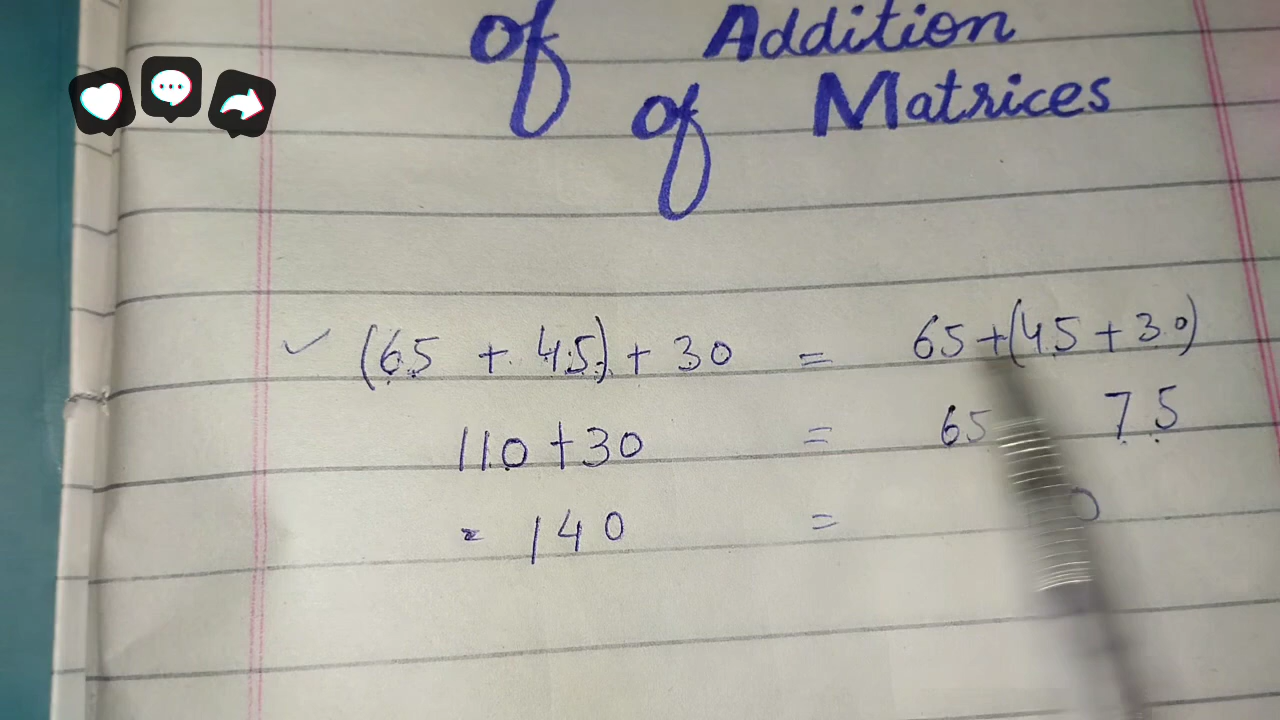 of Addition
of Matrices
(65 + 45) + 30 = 65+(45 + 30)
110 + 30 = 65 75
= 140 =